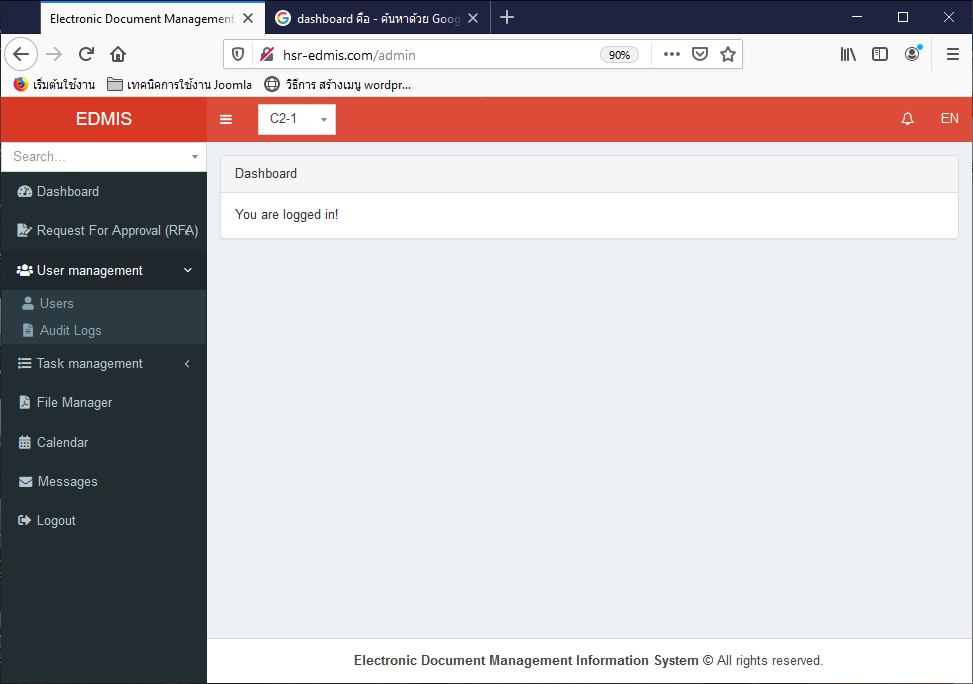 Electronic Document Management
dashboard คือ - ค้นหาด้วย Goog
hsr-edmis.com/admin
90%
เริ่มต้นใช้งาน
เทคนิคการใช้งาน Joomla
วิธีการ สร้างเมนู wordpr...
EDMIS
C2-1
EN
Search...
Dashboard
Request For Approval (RFA)
User management
Users
Audit Logs
Task management
File Manager
Calendar
Messages
Logout
Dashboard
You are logged in!
Electronic Document Management Information System © All rights reserved.